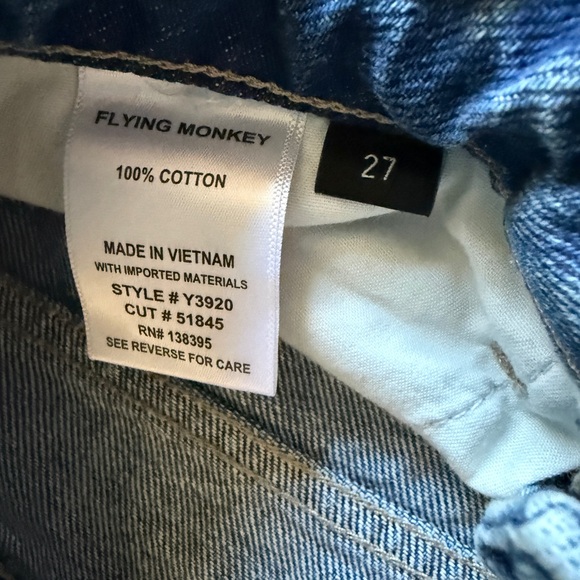 FLYING MONKEY
100% COTTON
MADE IN VIETNAM
WITH IMPORTED MATERIALS
STYLE # Y3920
CUT # 51845
RN# 138395
SEE REVERSE FOR CARE
27